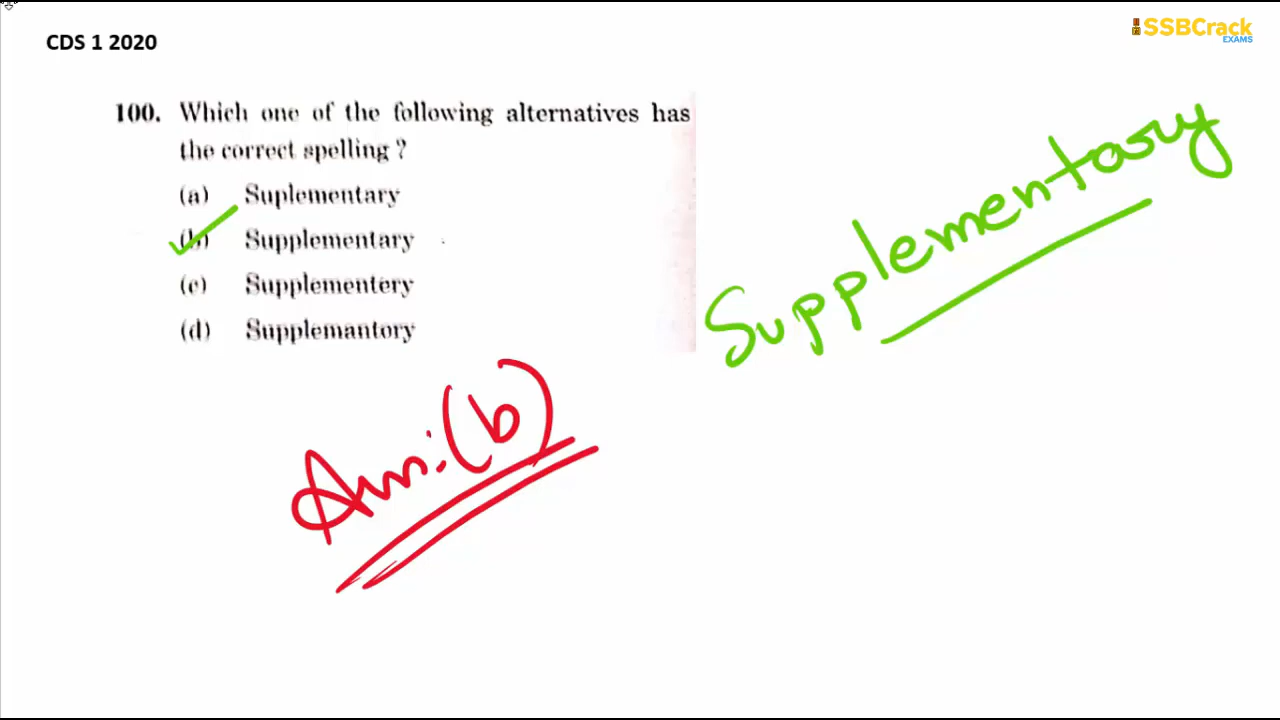 SSBCrack
EXAMS
CDS 1 2020
100. Which one of the following alternatives has
the correct spelling ?
(a) Suplementary
(b) Supplementary
(c) Supplementery
(d) Supplemantory
Supplementary
Ans:(b)